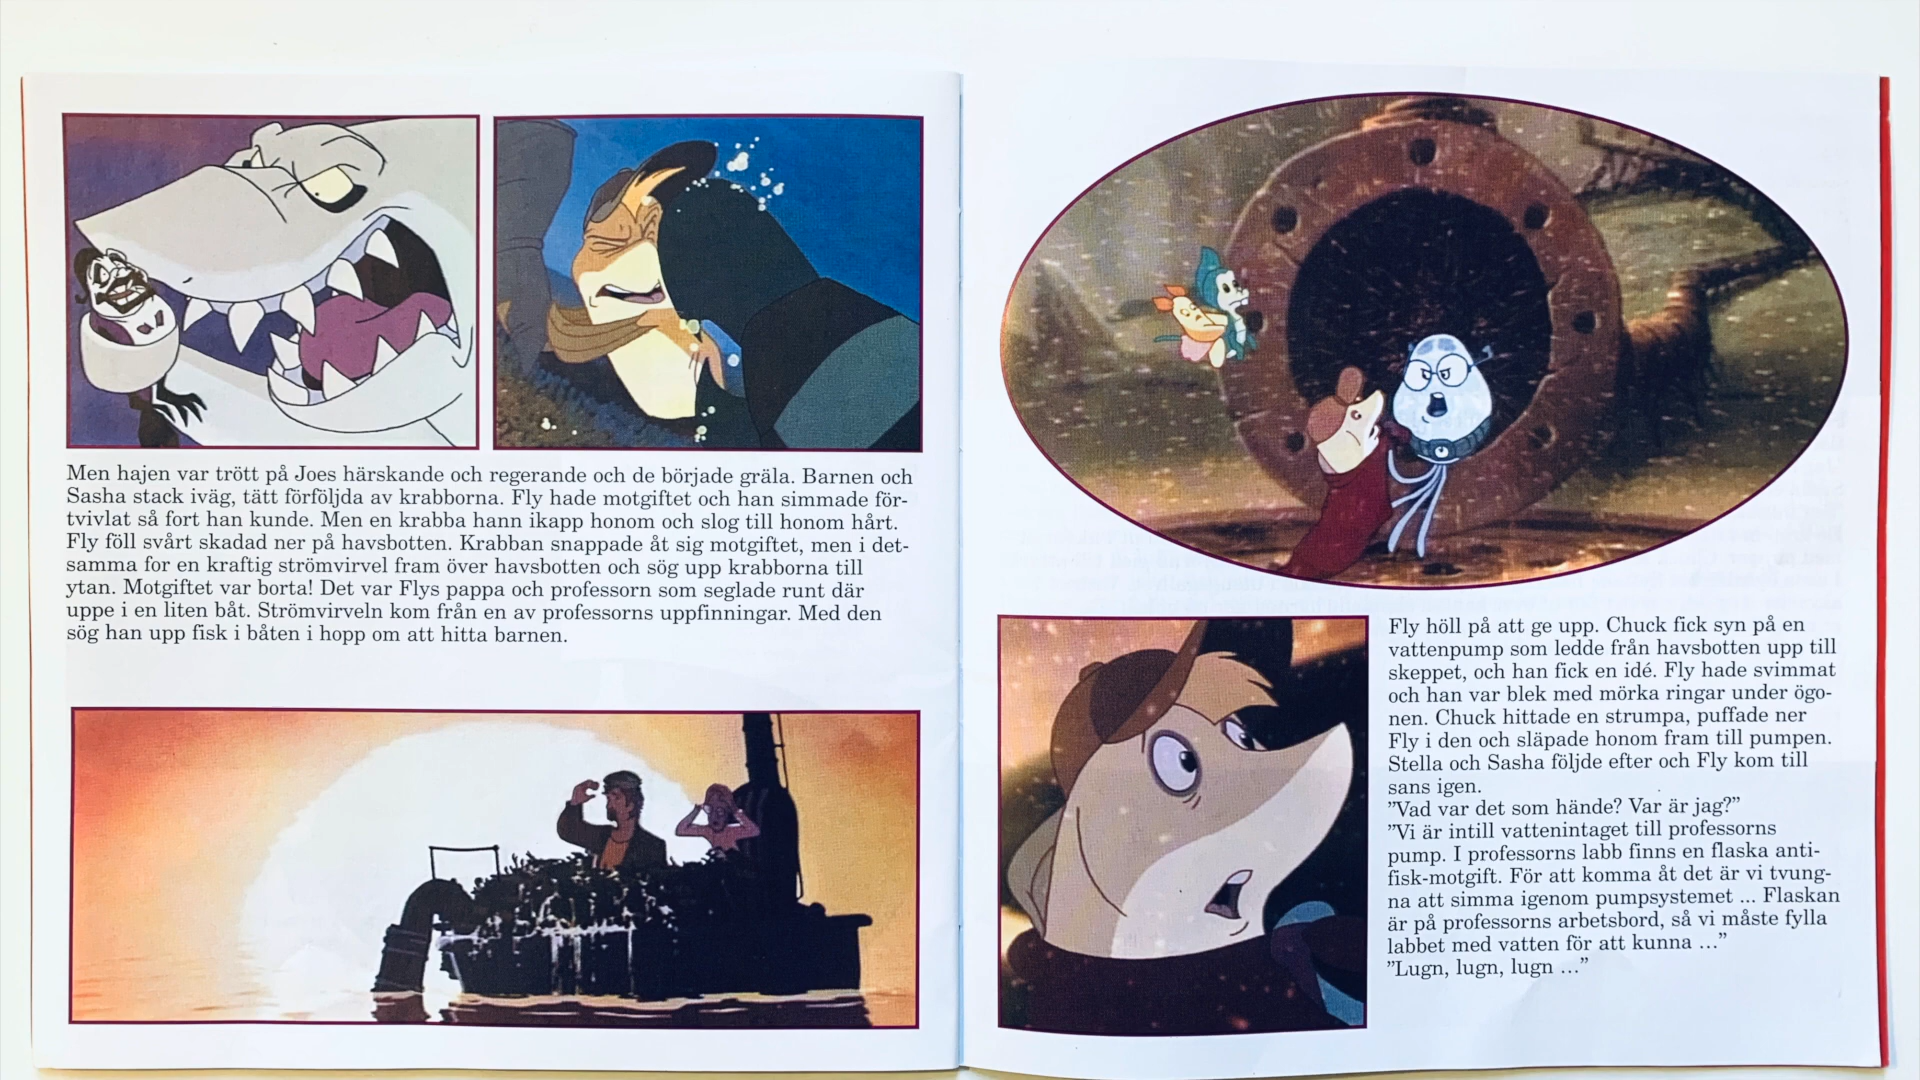 Men hajen var trött på Joes härskande och regerande och de började gräla. Barnen och
Sasha stack iväg, tätt förföljda av krabborna. Fly hade motgiftet och han simmade för-
tvivlat så fort han kunde. Men en krabba hann ikapp honom och slog till honom hårt.
Fly föll svårt skadad ner på havsbotten. Krabban snappade åt sig motgiftet, men i det-
samma for en kraftig strömvirvel fram över havsbotten och sög upp krabborna till
ytan. Motgiftet var borta! Det var Flys pappa och professorn som seglade runt där
uppe i en liten båt. Strömvirveln kom från en av professorns uppfinningar. Med den
sög han upp fisk i båten i hopp om att hitta barnen.
Fly höll på att ge upp. Chuck fick syn på en
vattenpump som ledde från havsbotten upp till
skeppet, och han fick en idé. Fly hade svimmat
och han var blek med mörka ringar under ögo-
nen. Chuck hittade en strumpa, puffade ner
Fly i den och släpade honom fram till pumpen.
Stella och Sasha följde efter och Fly kom till
sans igen.
”Vad var det som hände? Var är jag?”
”Vi är intill vattenintaget till professorns
pump. I professorns labb finns en flaska anti-
fisk-motgift. För att komma åt det är vi tvung-
na att simma igenom pumpsystemet ... Flaskan
är på professorns arbetsbord, så vi måste fylla
labbet med vatten för att kunna ...”
”Lugn, lugn, lugn ...”